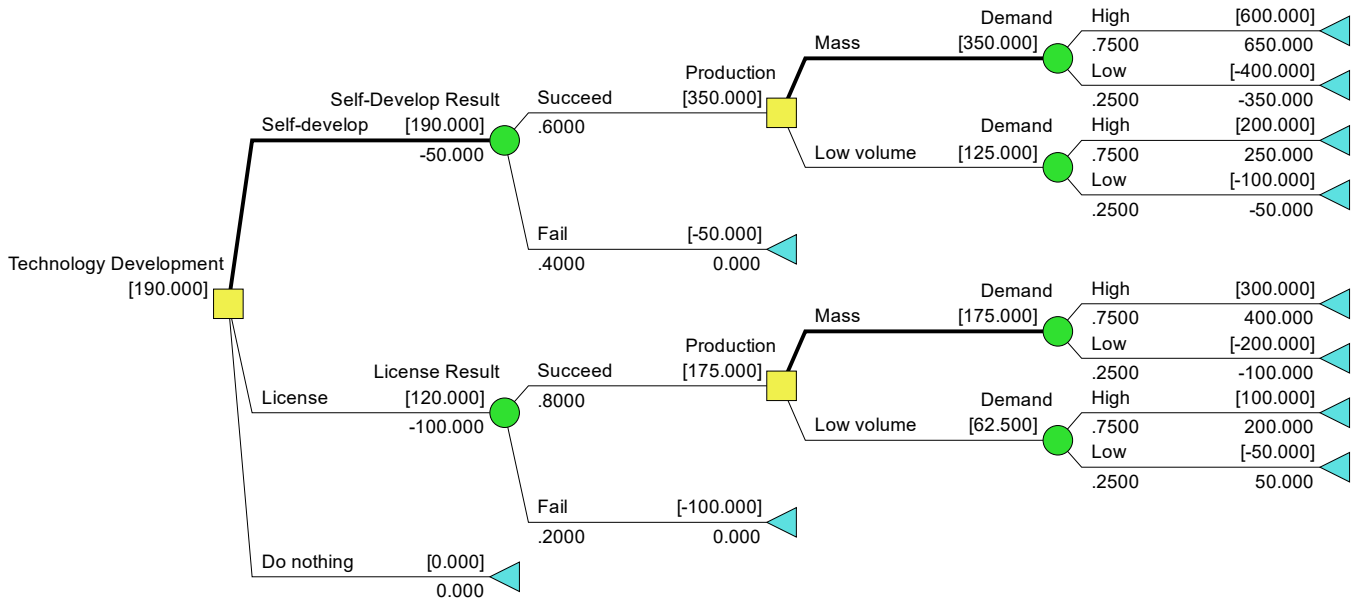 Demand High [600.000]
Mass [350.000] .7500 650.000
Low [-400.000]
Production .2500 -350.000
Self-Develop Result Succeed [350.000] Demand High [200.000]
Self-develop [190.000] .6000 Low volume [125.000] .7500 250.000
-50.000 Low [-100.000]
.2500 -50.000
Fail [-50.000]
.4000 0.000
Technology Development
[190.000]
Demand High [300.000]
Mass [175.000] .7500 400.000
Production Low [-200.000]
License Result Succeed [175.000] .2500 -100.000
License [120.000] .8000 Demand High [100.000]
-100.000 Low volume [62.500] .7500 200.000
Low [-50.000]
.2500 50.000
Fail [-100.000]
.2000 0.000
Do nothing [0.000]
0.000